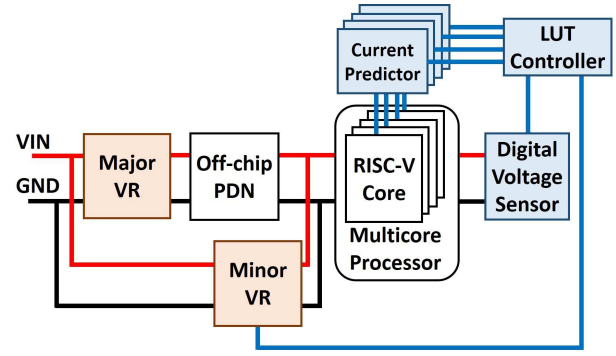 Current
Predictor
LUT
Controller
VIN
GND
Major
VR
Off-chip
PDN
RISC-V
Core
Multicore
Processor
Digital
Voltage
Sensor
Minor
VR